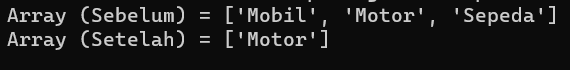 Array (Sebelum) = ['Mobil', 'Motor', 'Sepeda']
Array (Setelah) = ['Motor']